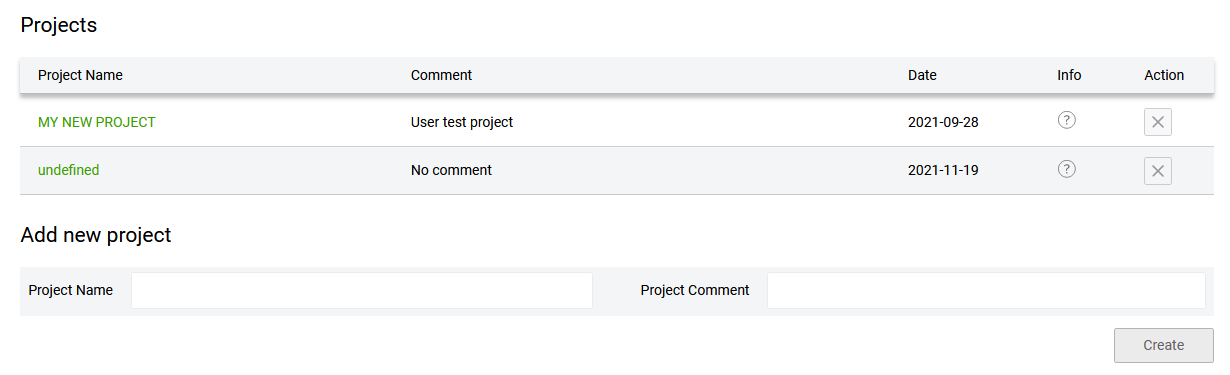 Projects
Project Name Comment Date Info Action
MY NEW PROJECT User test project 2021-09-28 ?
undefined No comment 2021-11-19 ?
Add new project
Project Name Project Comment
Create